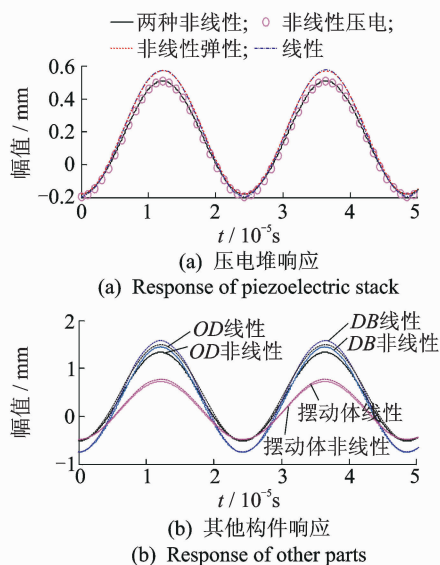 两种非线性; 非线性压电;
非线性弹性; 线性
0.6
0.4
0.2
0
−0.2
幅值 / mm
0 1 2 3 4 5
t / 10⁻⁵s
(a) 压电堆响应
(a) Response of piezoelectric stack
2
1
0
−1
幅值 / mm
OD线性
OD非线性
DB线性
DB非线性
摆动体线性
摆动体非线性
0 1 2 3 4 5
t / 10⁻⁵s
(b) 其他构件响应
(b) Response of other parts